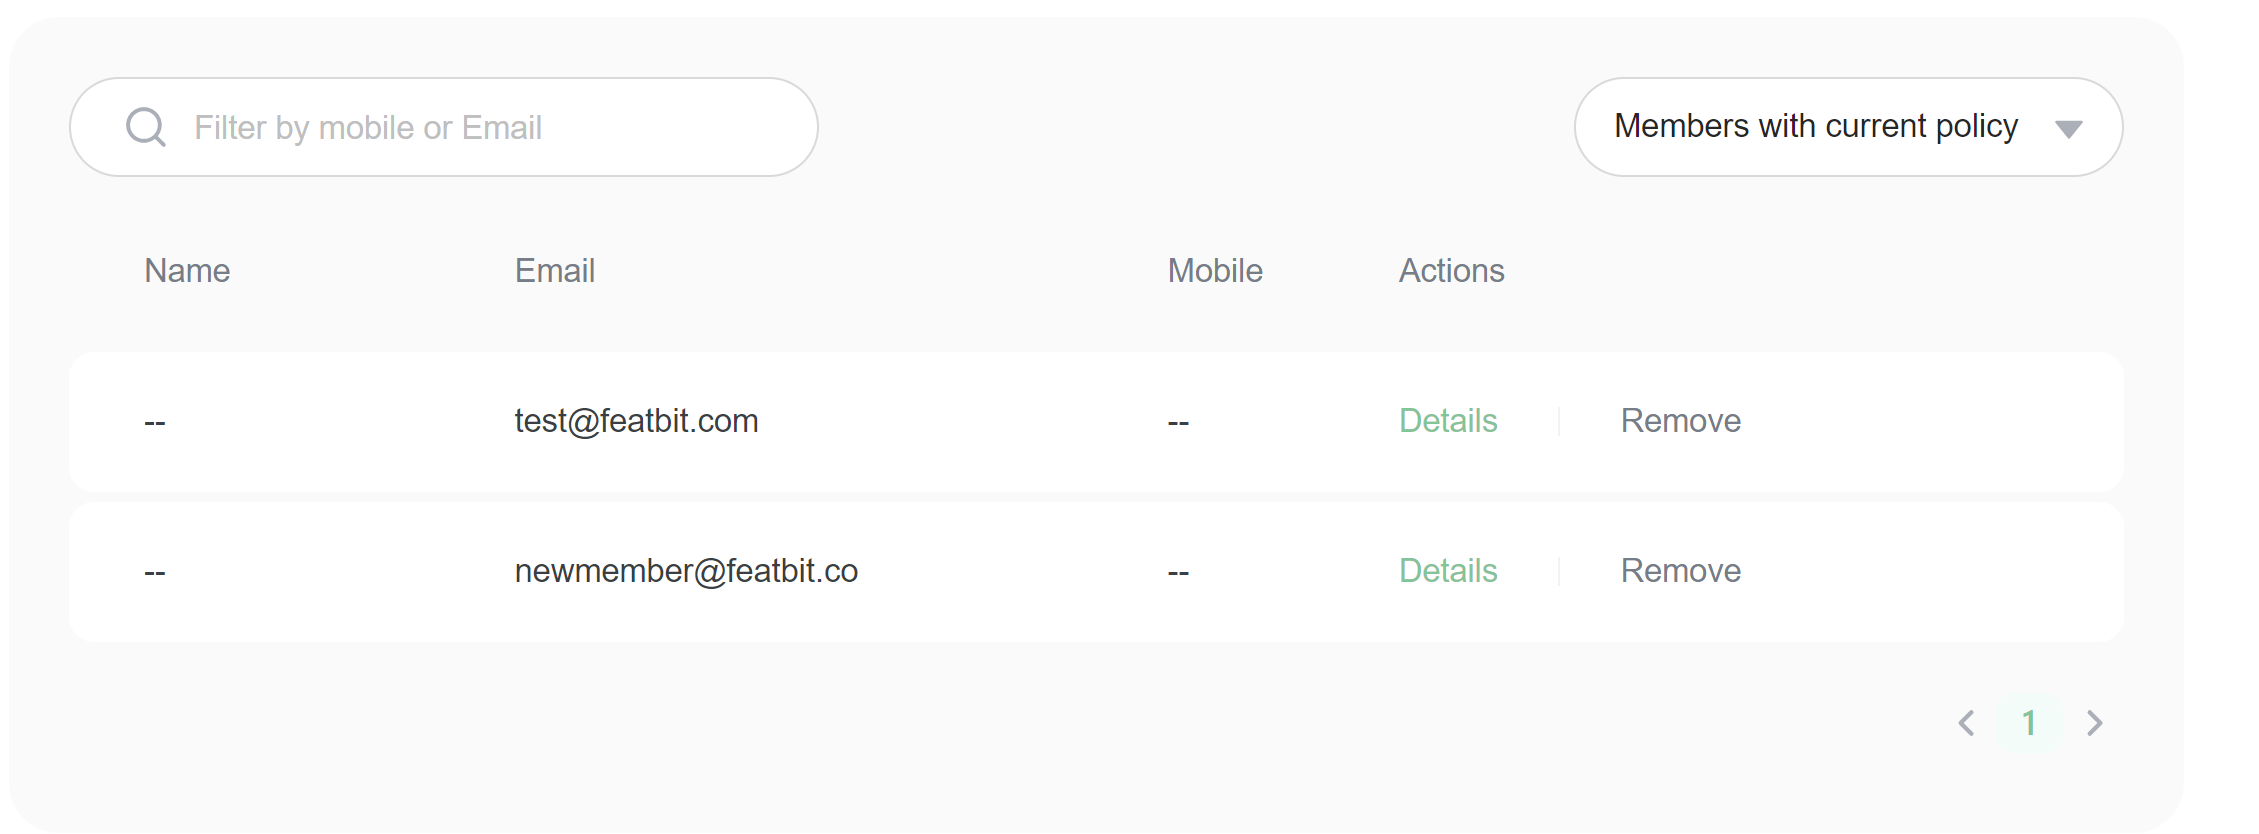 Filter by mobile or Email
Members with current policy
Name Email Mobile Actions
-- test@featbit.com -- Details Remove
-- newmember@featbit.co -- Details Remove
1